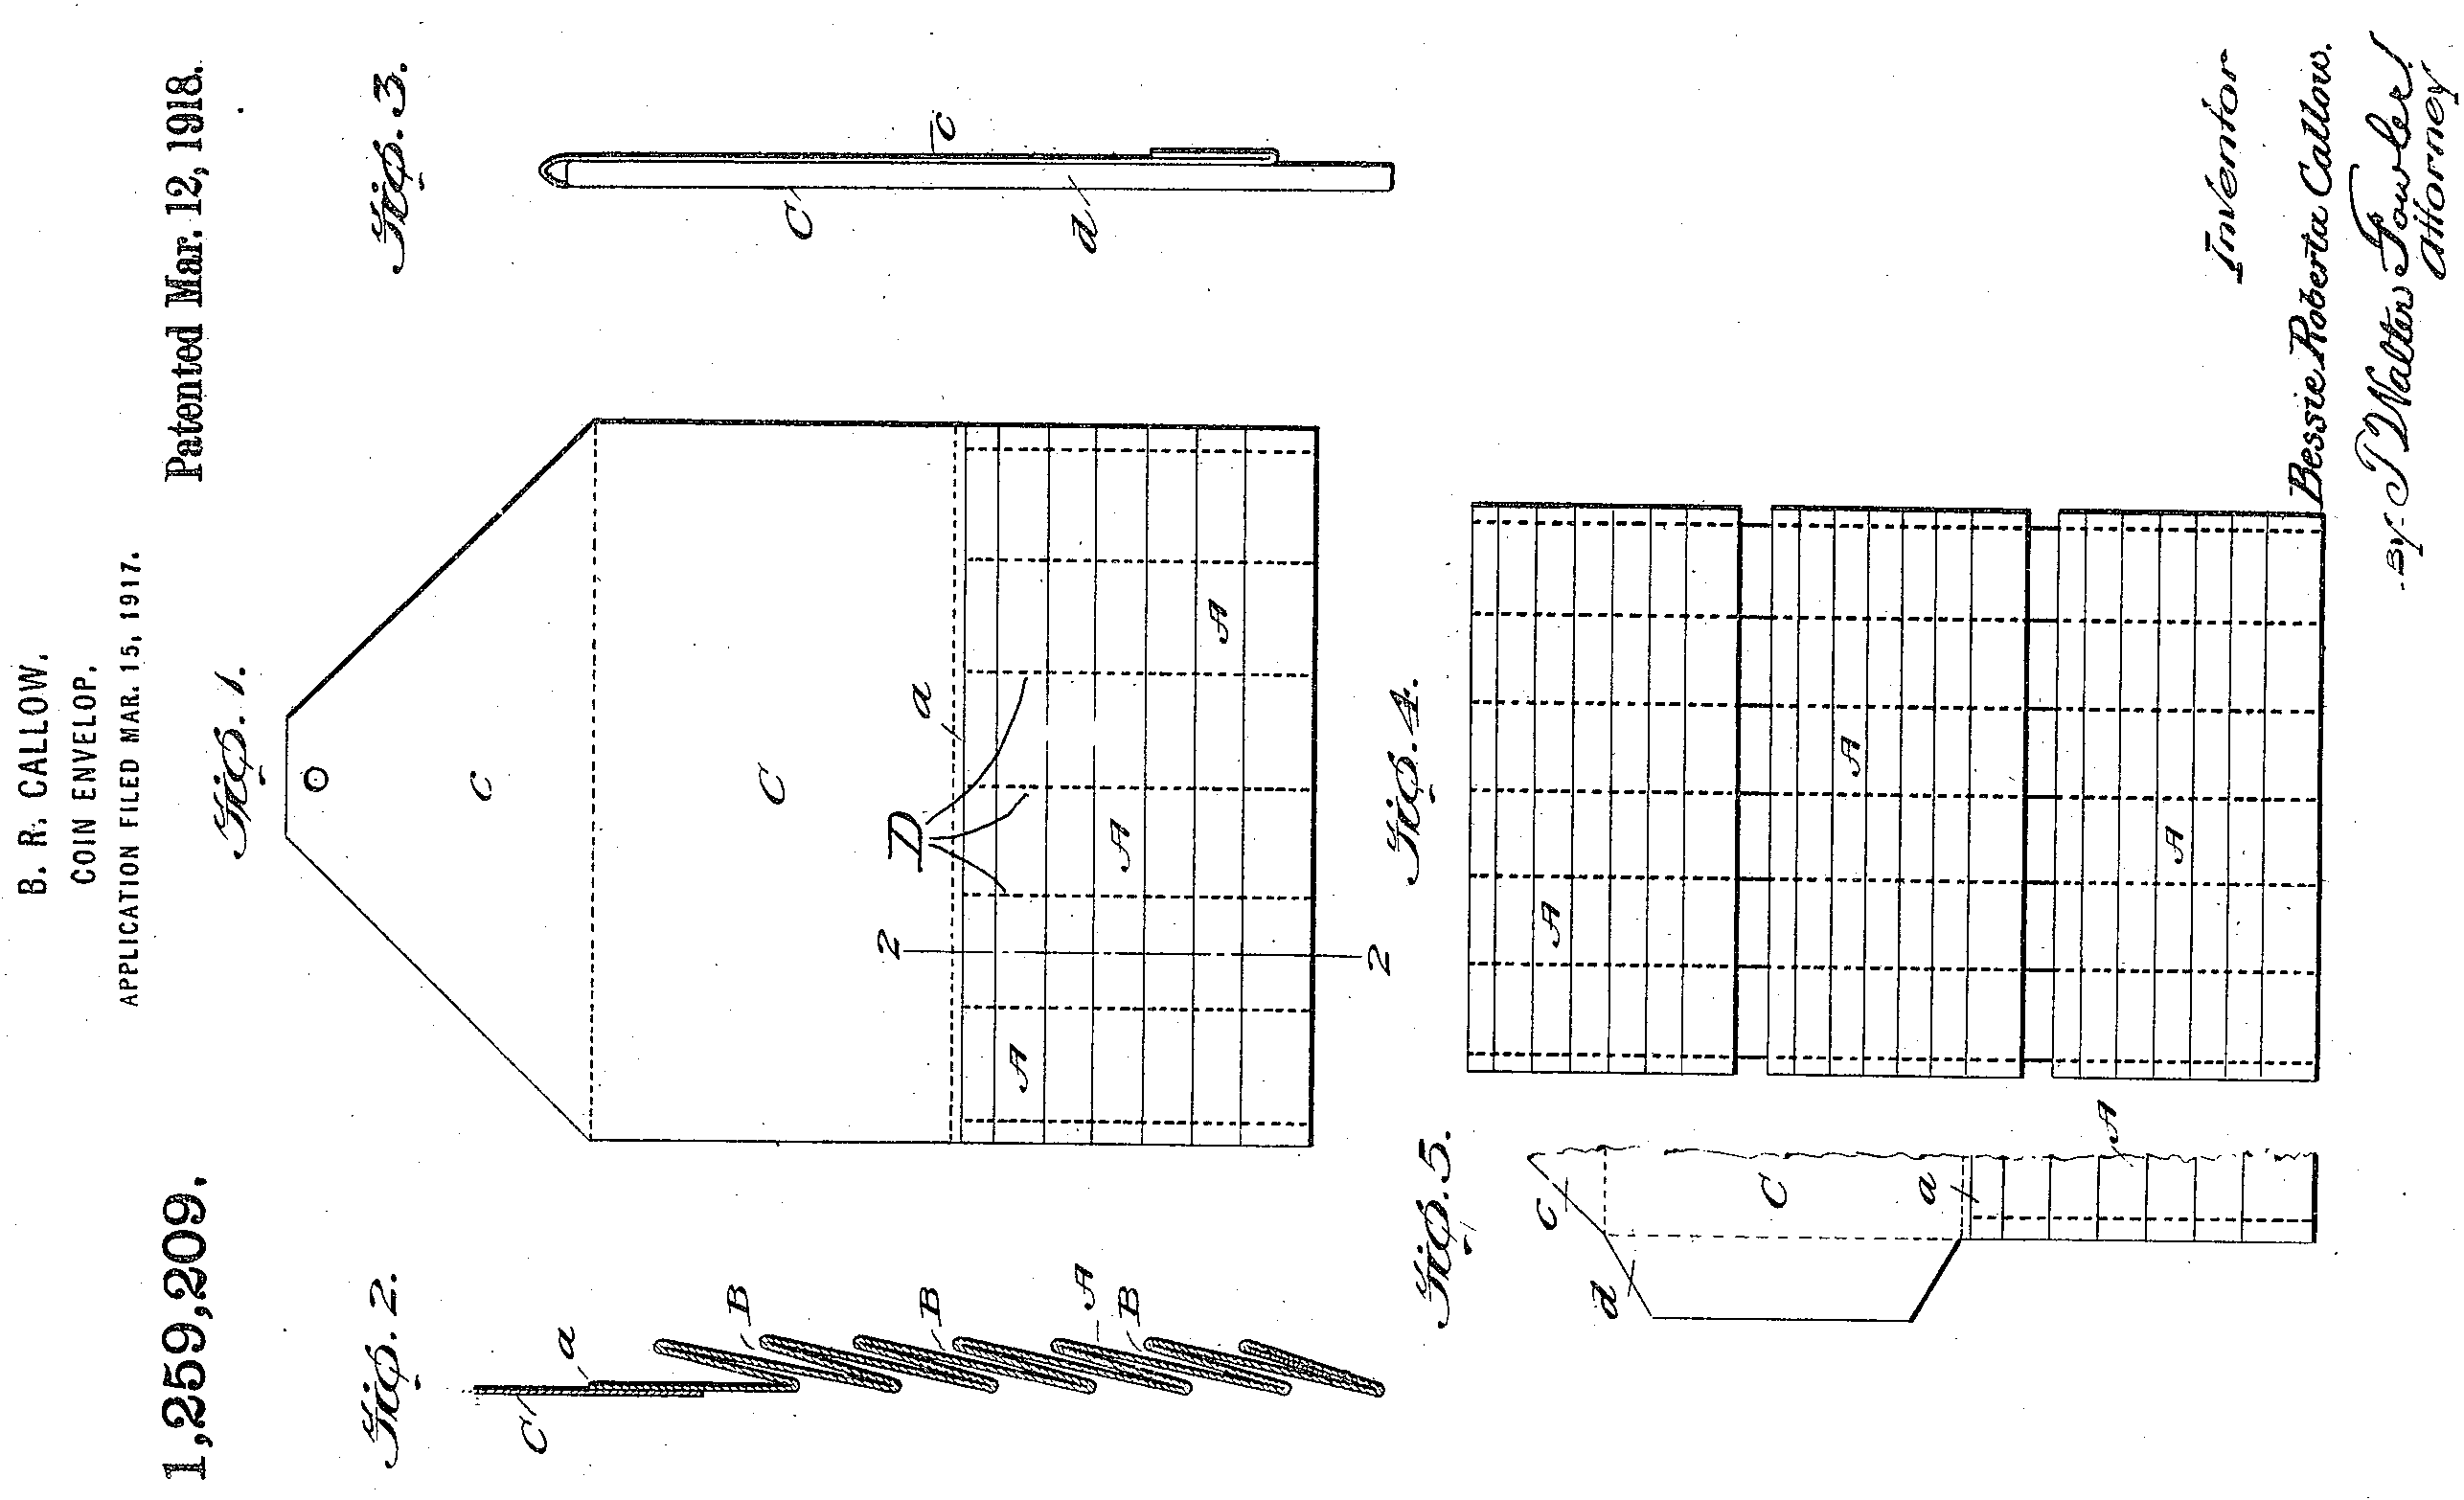 B. R. CALLOW.
COIN ENVELOP.
APPLICATION FILED MAR. 15, 1917.
1,259,209.
Patented Mar. 12, 1918.
Fig. 1.
c
C
D
a
2
2
A
A
A
Fig. 2.
C
a
B
B
A
B
Fig. 3.
c
C
d
Fig. 4.
A
A
A
Fig. 5.
c
d
C
a
A
Inventor
Bessie Roberta Callow.
By T Walter Fowler
Attorney